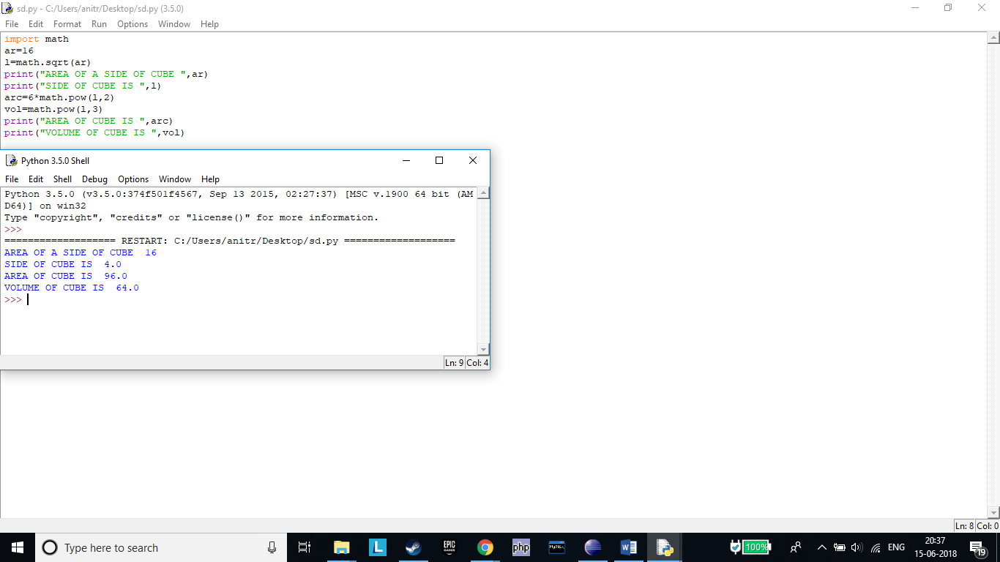 sd.py - C:/Users/anitr/Desktop/sd.py (3.5.0)
File Edit Format Run Options Window Help
import math
ar=16
l=math.sqrt(ar)
print("AREA OF A SIDE OF CUBE ",ar)
print("SIDE OF CUBE IS ",l)
arc=6*math.pow(l,2)
vol=math.pow(l,3)
print("AREA OF CUBE IS ",arc)
print("VOLUME OF CUBE IS ",vol)
Python 3.5.0 Shell
File Edit Shell Debug Options Window Help
Python 3.5.0 (v3.5.0:374f501f4567, Sep 13 2015, 02:27:37) [MSC v.1900 64 bit (AM
D64)] on win32
Type "copyright", "credits" or "license()" for more information.
>>>
=================== RESTART: C:/Users/anitr/Desktop/sd.py ===================
AREA OF A SIDE OF CUBE  16
SIDE OF CUBE IS  4.0
AREA OF CUBE IS  96.0
VOLUME OF CUBE IS  64.0
>>>
Ln: 9 Col: 4
Ln: 8 Col: 0
Type here to search
L
EPIC
GAMES
php
MySQL
W
100%
ENG
20:37
15-06-2018
19